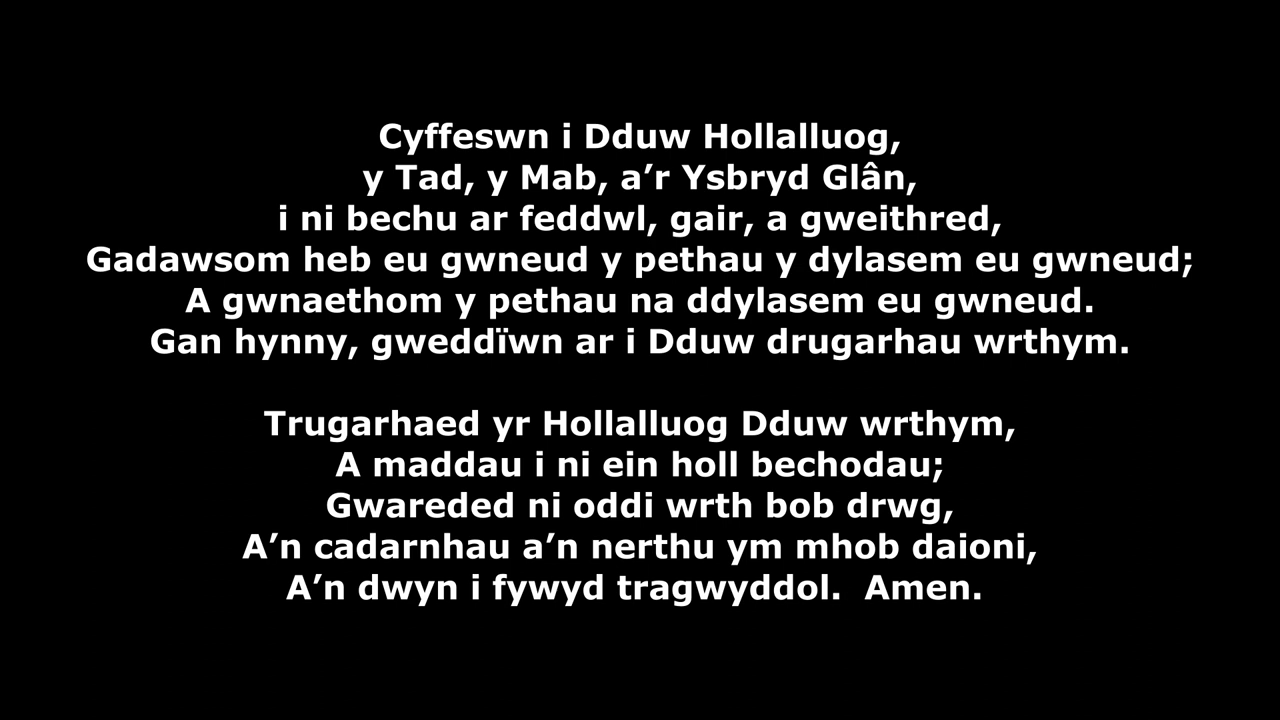 Cyffeswn i Dduw Hollalluog,
y Tad, y Mab, a’r Ysbryd Glân,
i ni bechu ar feddwl, gair, a gweithred,
Gadawsom heb eu gwneud y pethau y dylasem eu gwneud;
A gwnaethom y pethau na ddylasem eu gwneud.
Gan hynny, gweddïwn ar i Dduw drugarhau wrthym.
Trugarhaed yr Hollalluog Dduw wrthym,
A maddau i ni ein holl bechodau;
Gwareded ni oddi wrth bob drwg,
A’n cadarnhau a’n nerthu ym mhob daioni,
A’n dwyn i fywyd tragwyddol.  Amen.